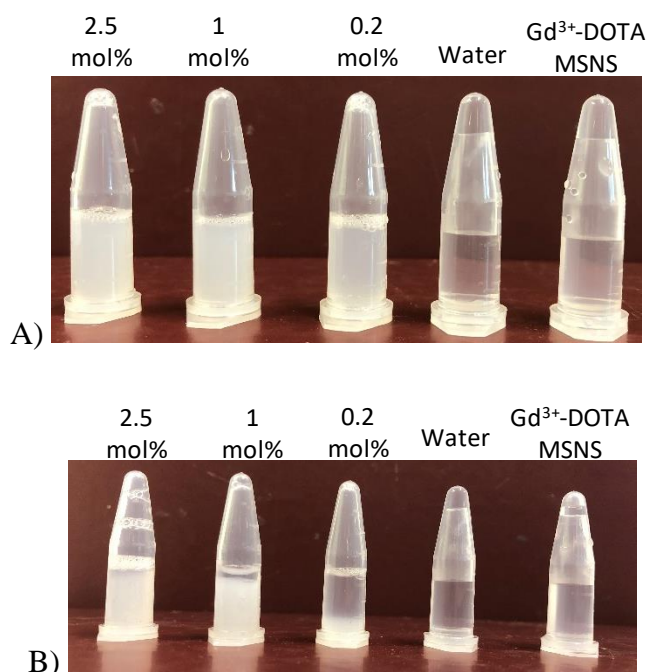 2.5 1 0.2 Water Gd³⁺-DOTA
mol% mol% mol% MSNS
A)
2.5 1 0.2 Water Gd³⁺-DOTA
mol% mol% mol% MSNS
B)